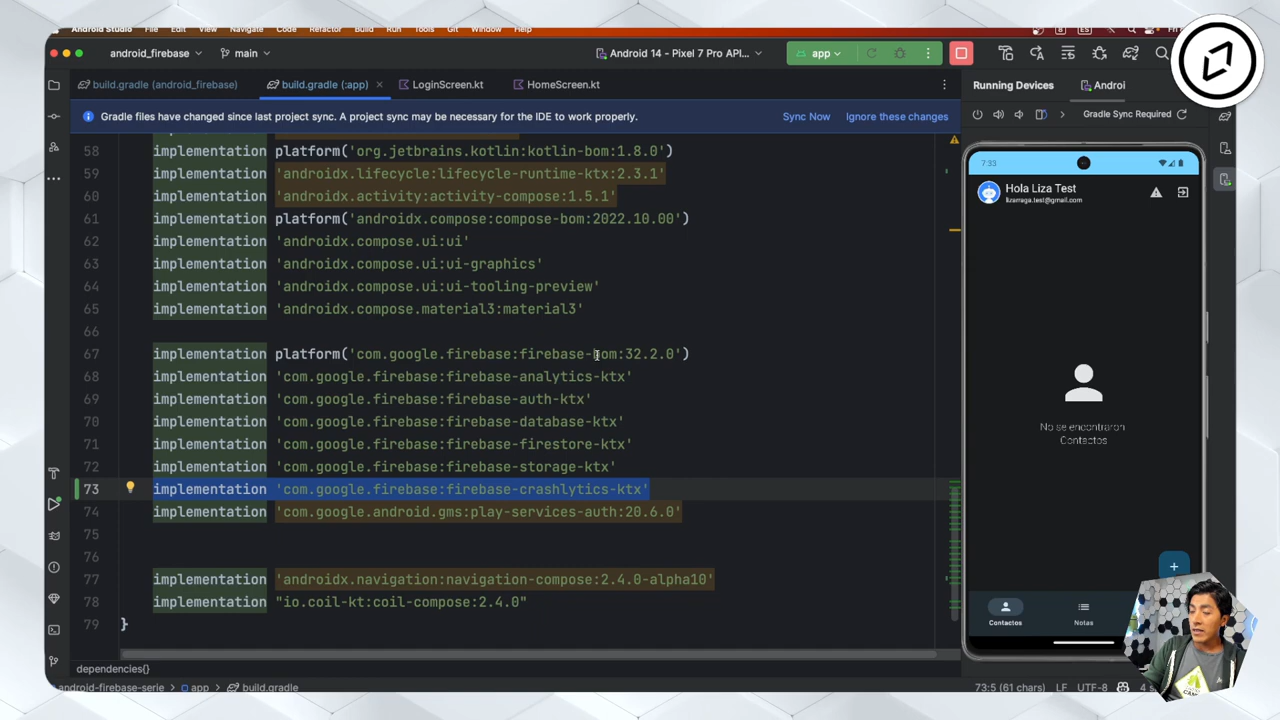 Android Studio File Edit View Navigate Code Refactor Build Run Tools Git Window Help
android_firebase main Android 14 - Pixel 7 Pro API... app
build.gradle (android_firebase) build.gradle (:app) LoginScreen.kt HomeScreen.kt Running Devices Androi
Gradle files have changed since last project sync. A project sync may be necessary for the IDE to work properly. Sync Now Ignore these changes
Gradle Sync Required
58 implementation platform('org.jetbrains.kotlin:kotlin-bom:1.8.0')
59 implementation 'androidx.lifecycle:lifecycle-runtime-ktx:2.3.1'
60 implementation 'androidx.activity:activity-compose:1.5.1'
61 implementation platform('androidx.compose:compose-bom:2022.10.00')
62 implementation 'androidx.compose.ui:ui'
63 implementation 'androidx.compose.ui:ui-graphics'
64 implementation 'androidx.compose.ui:ui-tooling-preview'
65 implementation 'androidx.compose.material3:material3'
66
67 implementation platform('com.google.firebase:firebase-bom:32.2.0')
68 implementation 'com.google.firebase:firebase-analytics-ktx'
69 implementation 'com.google.firebase:firebase-auth-ktx'
70 implementation 'com.google.firebase:firebase-database-ktx'
71 implementation 'com.google.firebase:firebase-firestore-ktx'
72 implementation 'com.google.firebase:firebase-storage-ktx'
73 implementation 'com.google.firebase:firebase-crashlytics-ktx'
74 implementation 'com.google.android.gms:play-services-auth:20.6.0'
75
76
77 implementation 'androidx.navigation:navigation-compose:2.4.0-alpha10'
78 implementation "io.coil-kt:coil-compose:2.4.0"
79 }
dependencies{}
android-firebase-serie app build.gradle 73:5 (61 chars) LF UTF-8 4
7:33
Hola Liza Test
lizarraga.test@gmail.com
No se encontraron
Contactos
+
Contactos Notas